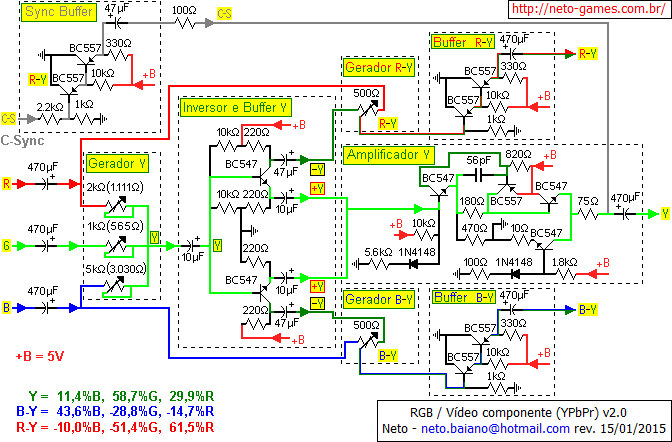 Sync Buffer
47µF
100Ω
C-S
http://neto-games.com.br/
BC557
330Ω
R-Y
BC557
10kΩ
+B
2.2kΩ
1kΩ
C-S
C-Sync
Buffer R-Y
470µF
BC557
330Ω
10kΩ
+B
BC557
1kΩ
Gerador R-Y
500Ω
R-Y
Inversor e Buffer Y
+B
10kΩ
220Ω
BC547
47µF
-Y
+Y
10kΩ
220Ω
10µF
Y
10µF
220Ω
10µF
+Y
BC547
-Y
220Ω
47µF
+B
R
470µF
Gerador Y
2kΩ(1.111Ω)
1kΩ(565Ω)
G
470µF
Y
5kΩ(3.030Ω)
B
470µF
Amplificador Y
56pF
820Ω
+B
BC547
BC557
BC547
180Ω
75Ω
470µF
Y
+B
10kΩ
470Ω
10Ω
BC547
5.6kΩ
1N4148
100Ω
1N4148
1.8kΩ
+B
Gerador B-Y
500Ω
B-Y
Buffer B-Y
470µF
BC557
330Ω
10kΩ
+B
BC557
1kΩ
+B = 5V
Y = 11,4%B, 58,7%G, 29,9%R
B-Y = 43,6%B, -28,8%G, -14,7%R
R-Y = -10,0%B, -51,4%G, 61,5%R
RGB / Vídeo componente (YPbPr) v2.0
Neto - neto.baiano@hotmail.com rev. 15/01/2015